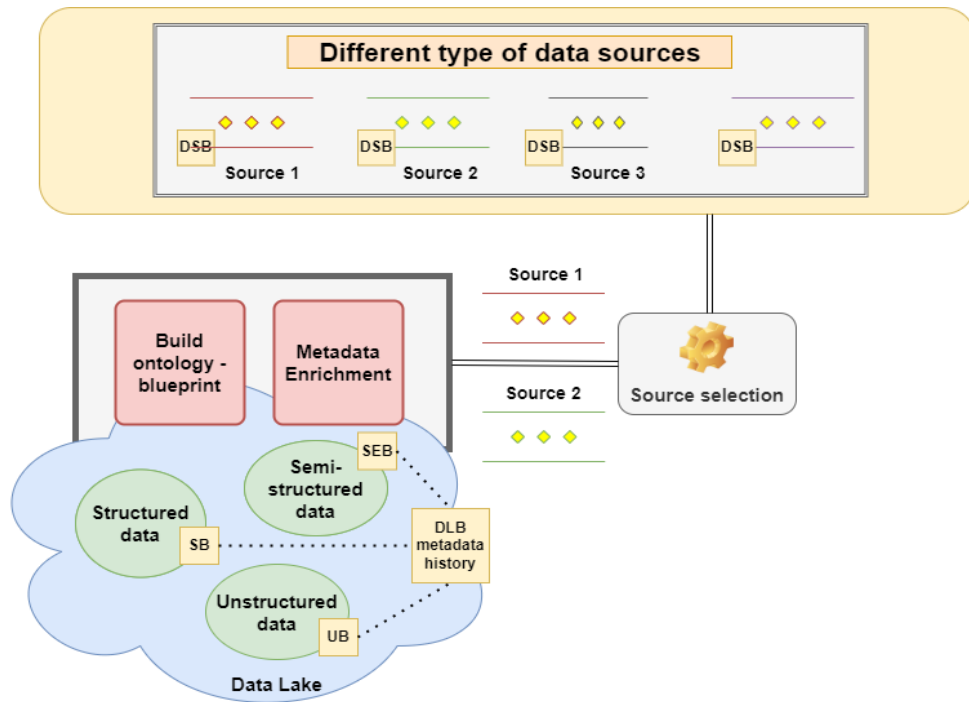 Different type of data sources
DSB
DSB
DSB
DSB
Source 1
Source 2
Source 3
Source 1
Build
ontology -
blueprint
Metadata
Enrichment
Source selection
Source 2
SEB
Semi-
structured
data
Structured
data
SB
DLB
metadata
history
Unstructured
data
UB
Data Lake